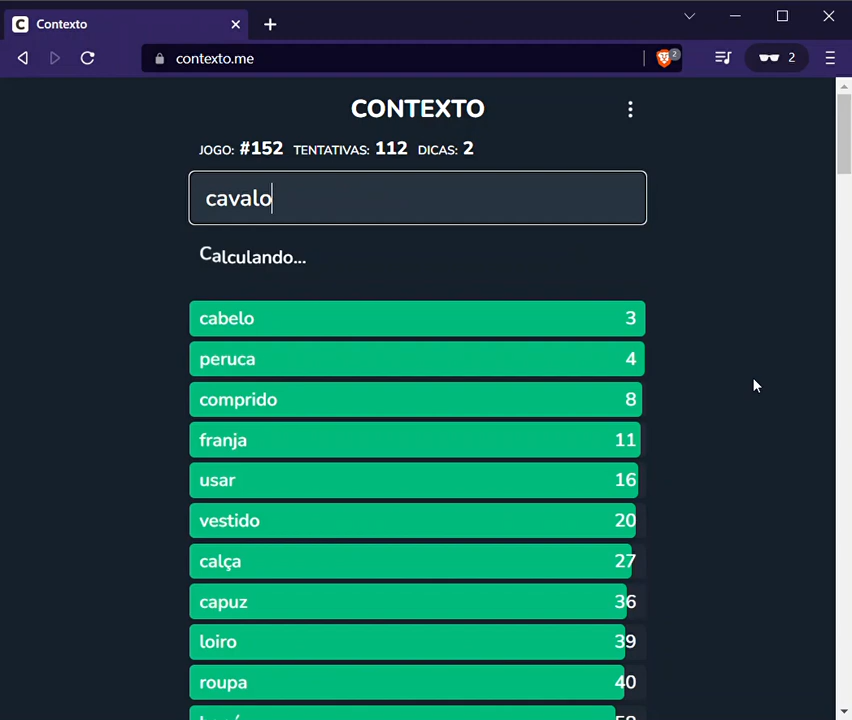 Contexto
2
contexto.me
2
CONTEXTO
JOGO: #152 TENTATIVAS: 112 DICAS: 2
cavalo
Calculando...
cabelo 3
peruca 4
comprido 8
franja 11
usar 16
vestido 20
calça 27
capuz 36
loiro 39
roupa 40